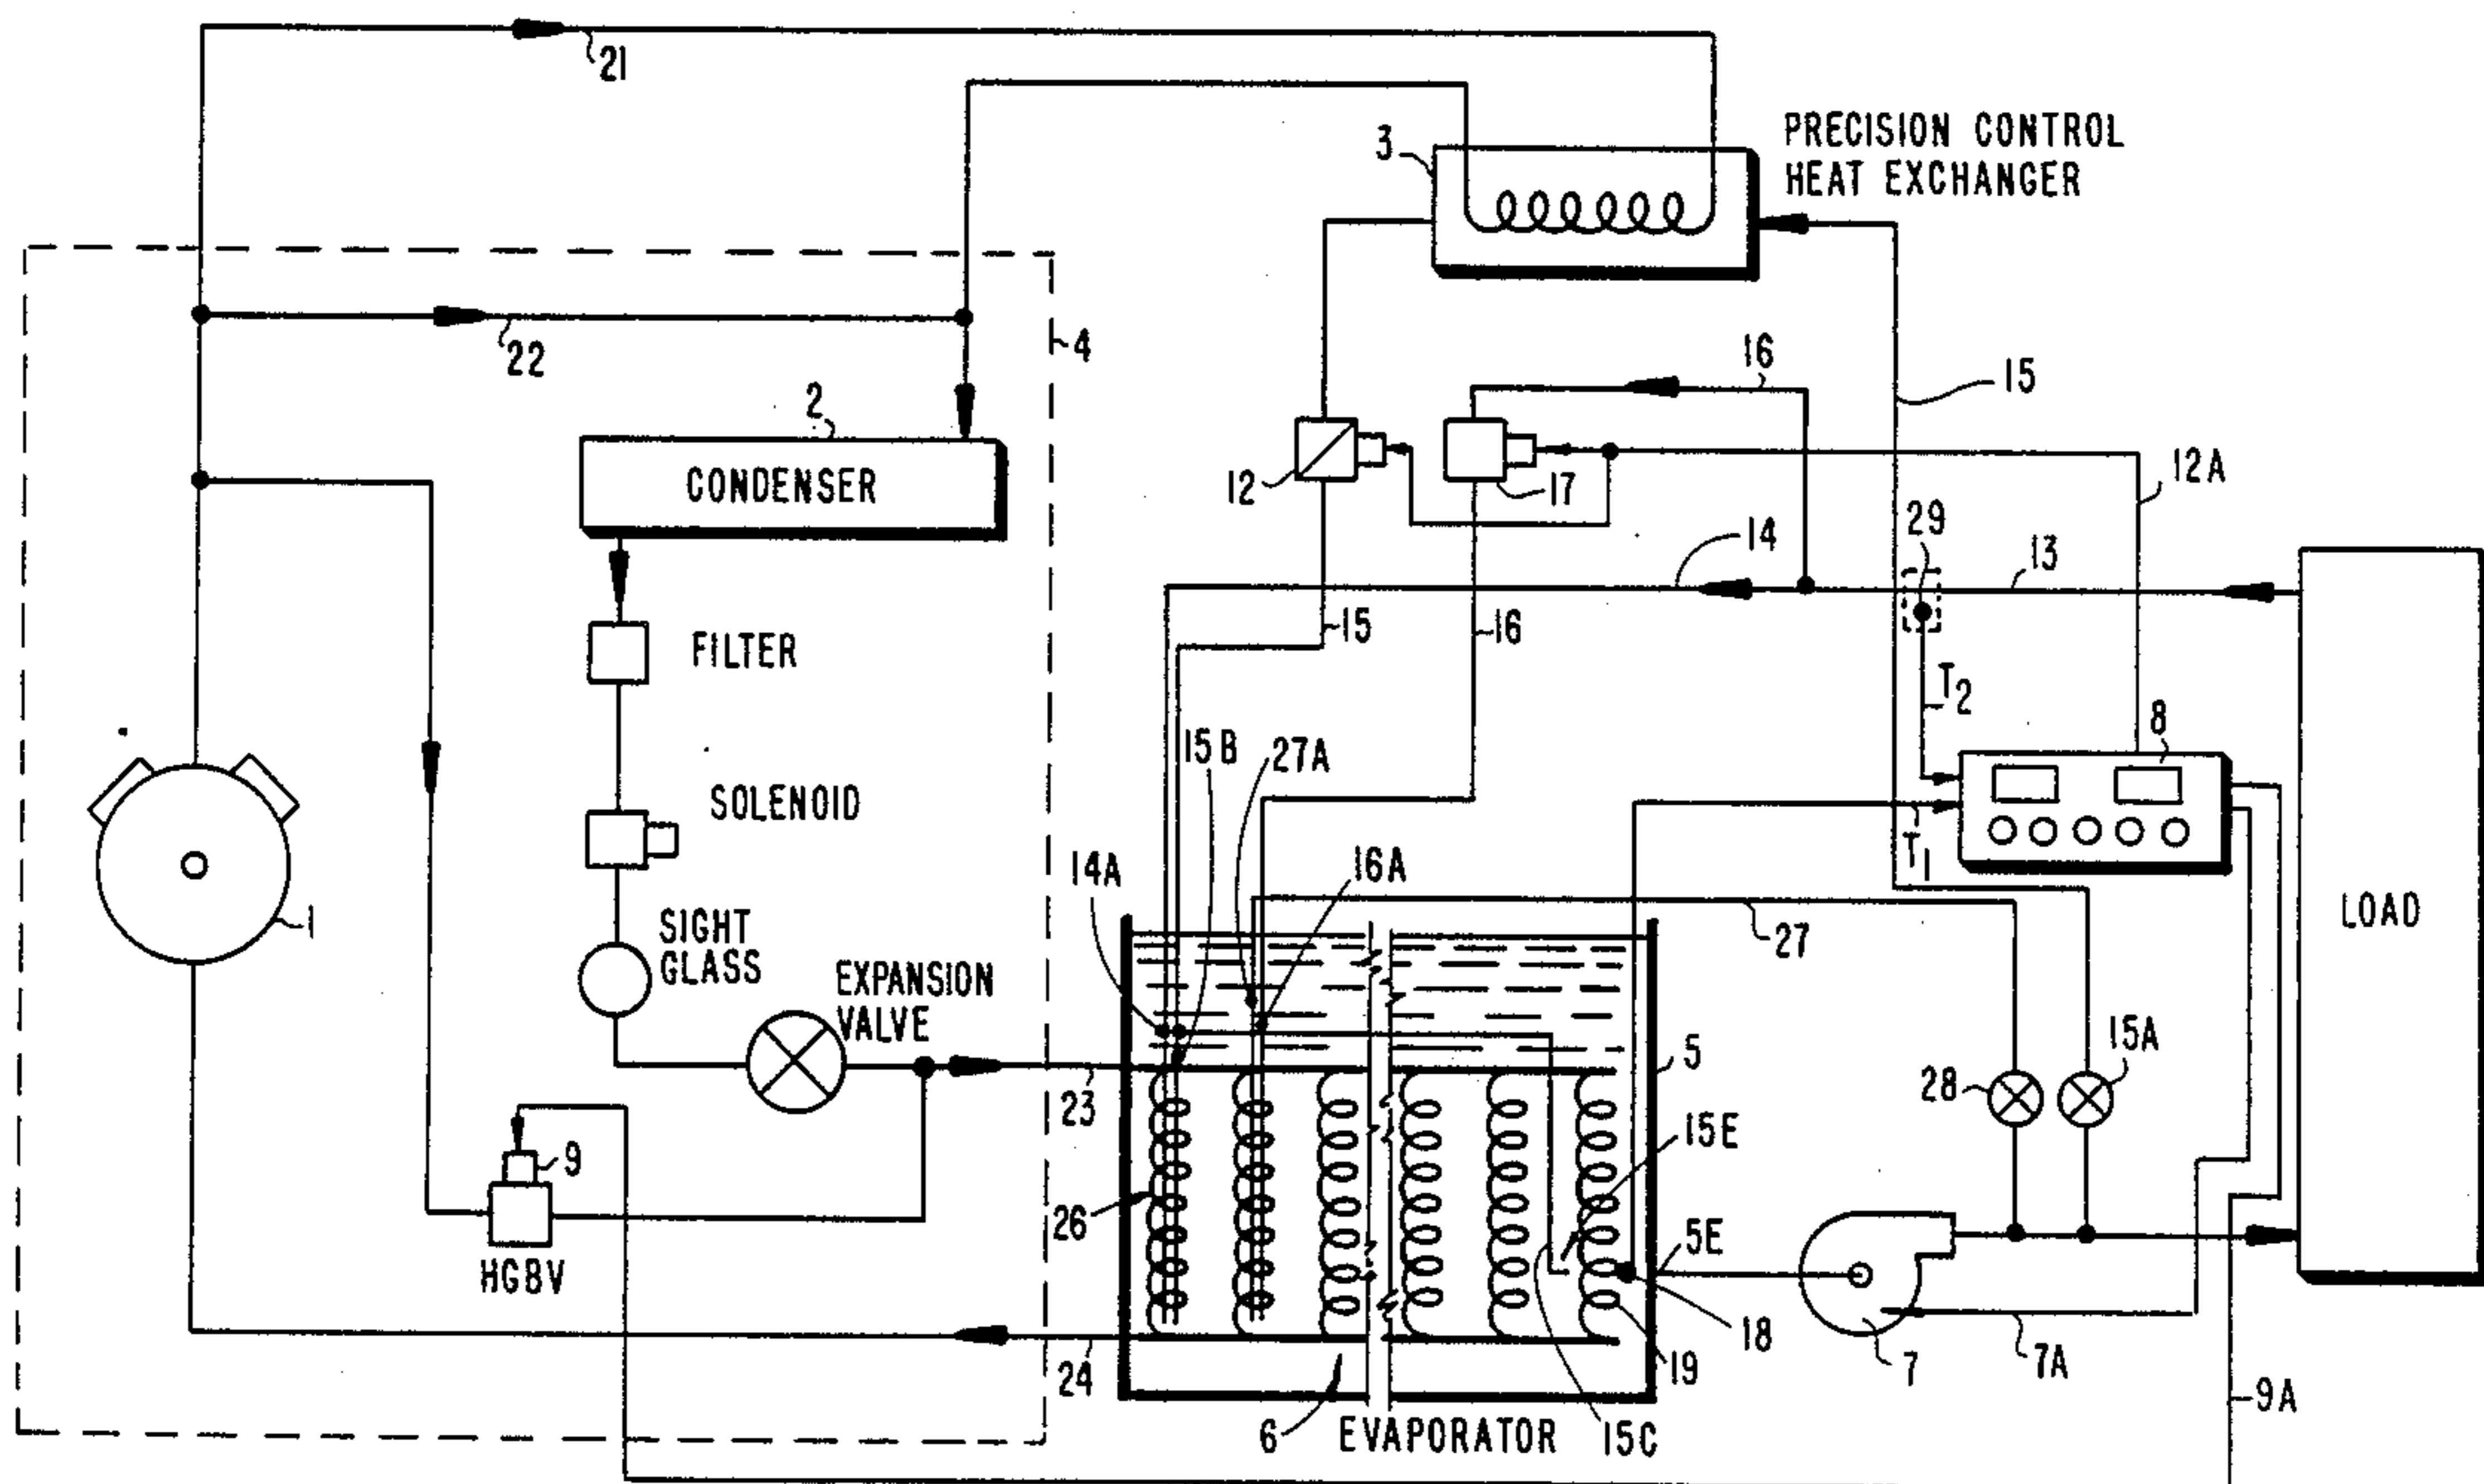 21
PRECISION CONTROL
HEAT EXCHANGER
3
4
22
16
15
2
CONDENSER
12
17
12A
29
14
13
FILTER
15
16
T2
8
15B
27A
SOLENOID
14A
16A
T1
LOAD
1
SIGHT
GLASS
27
EXPANSION
VALVE
5
15A
28
23
15E
9
26
5E
HGBV
18
24
19
7
7A
9A
6
EVAPORATOR
15C